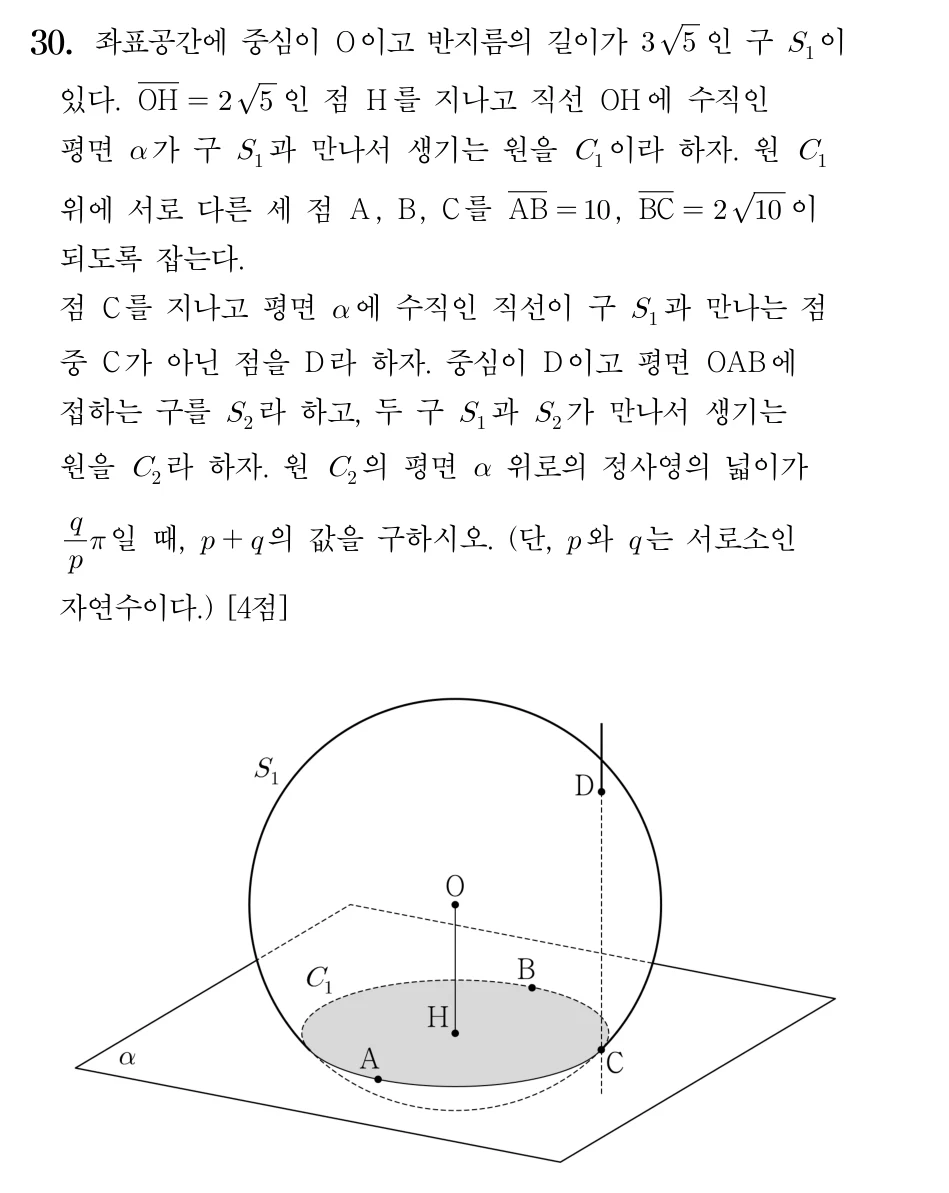 30. 좌표공간에 중심이 O이고 반지름의 길이가 3√5 인 구 S₁이
있다. OH̅ = 2√5 인 점 H를 지나고 직선 OH에 수직인
평면 α가 구 S₁과 만나서 생기는 원을 C₁이라 하자. 원 C₁
위에 서로 다른 세 점 A, B, C를 A̅B̅ = 10, B̅C̅ = 2√10 이
되도록 잡는다.
점 C를 지나고 평면 α에 수직인 직선이 구 S₁과 만나는 점
중 C가 아닌 점을 D라 하자. 중심이 D이고 평면 OAB에
접하는 구를 S₂라 하고, 두 구 S₁과 S₂가 만나서 생기는
원을 C₂라 하자. 원 C₂의 평면 α 위로의 정사영의 넓이가
q/p π일 때, p+q의 값을 구하시오. (단, p와 q는 서로소인
자연수이다.) [4점]
S₁
D
O
C₁
B
H
A
C
α